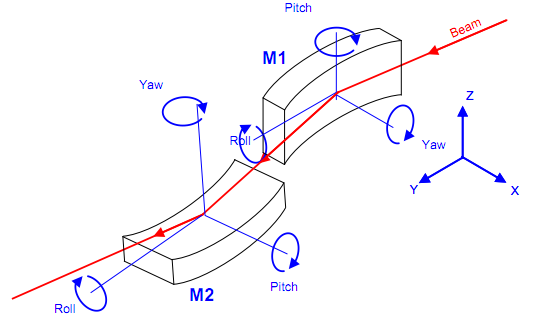 Pitch
Beam
M1
Yaw
Roll
Yaw
Z
Y
X
Roll
M2
Pitch